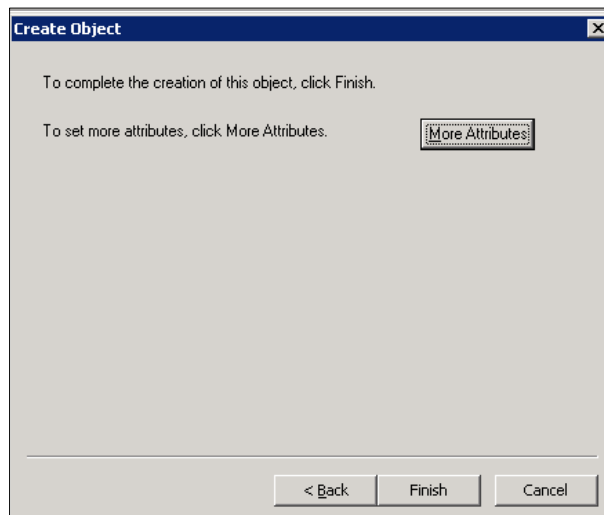 Create Object
To complete the creation of this object, click Finish.
To set more attributes, click More Attributes.
More Attributes
< Back
Finish
Cancel